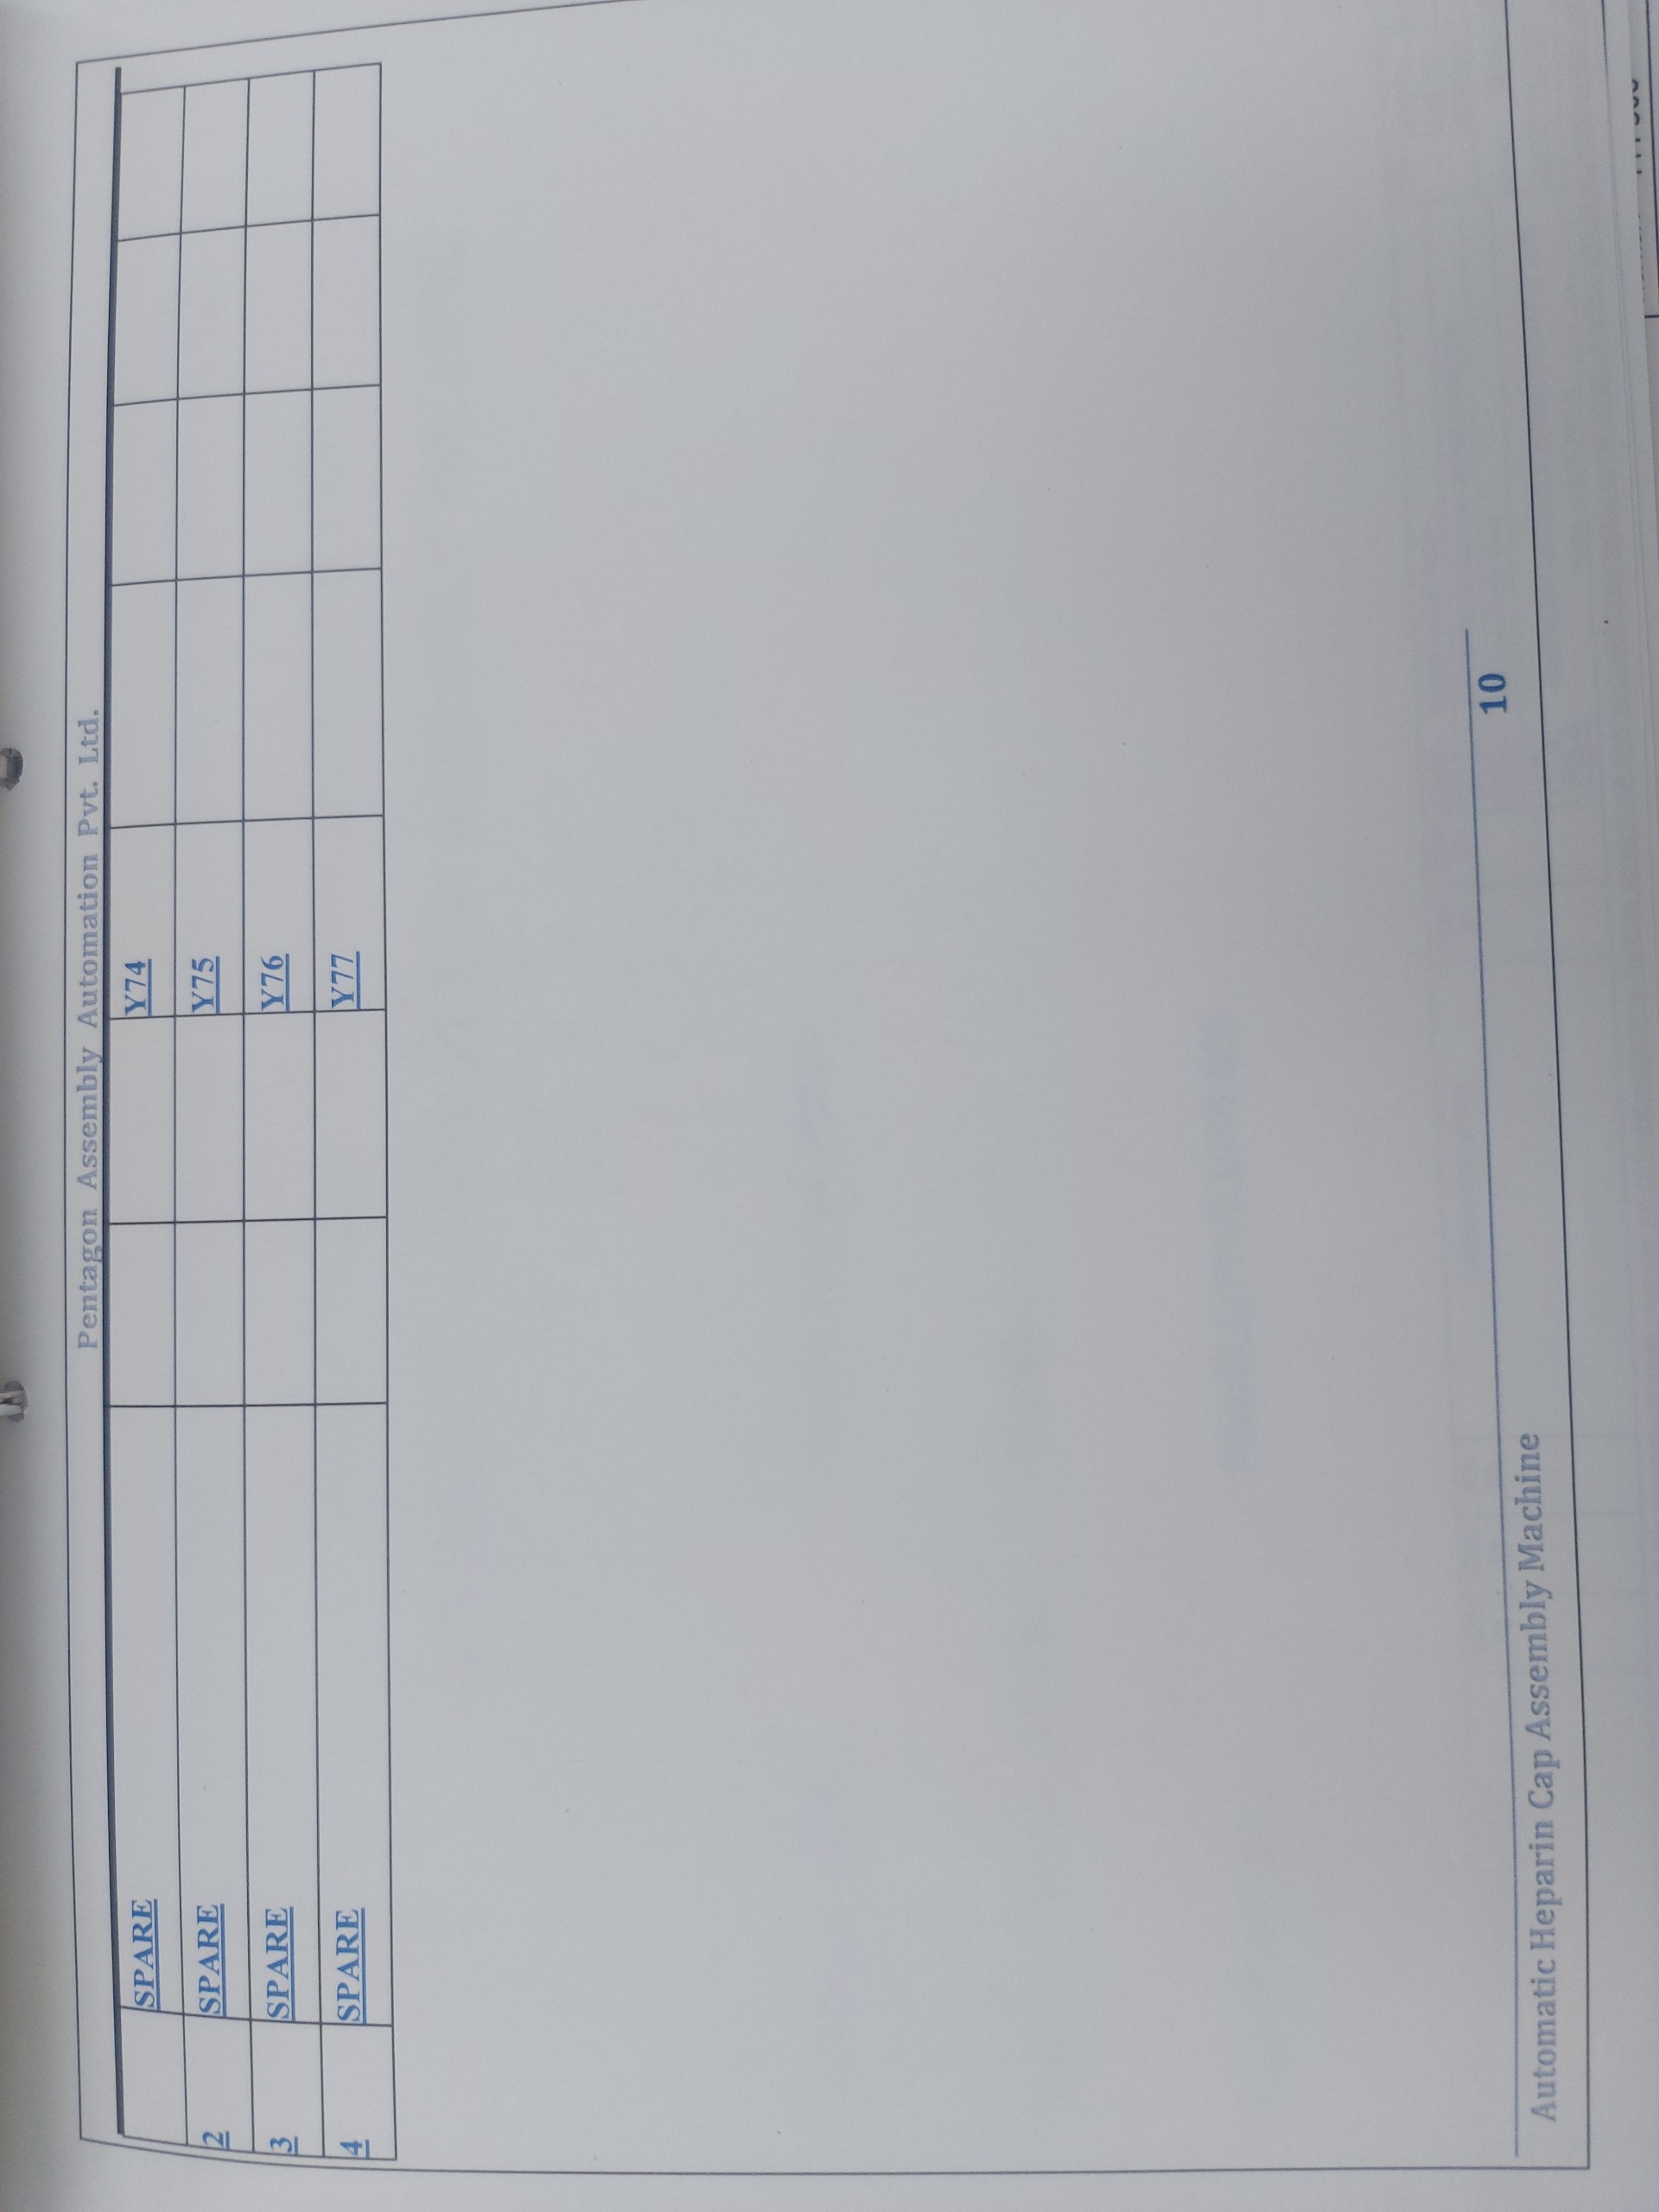 Pentagon Assembly Automation Pvt. Ltd.
SPARE Y74
2 SPARE Y75
3 SPARE Y76
4 SPARE Y77
10
Automatic Heparin Cap Assembly Machine